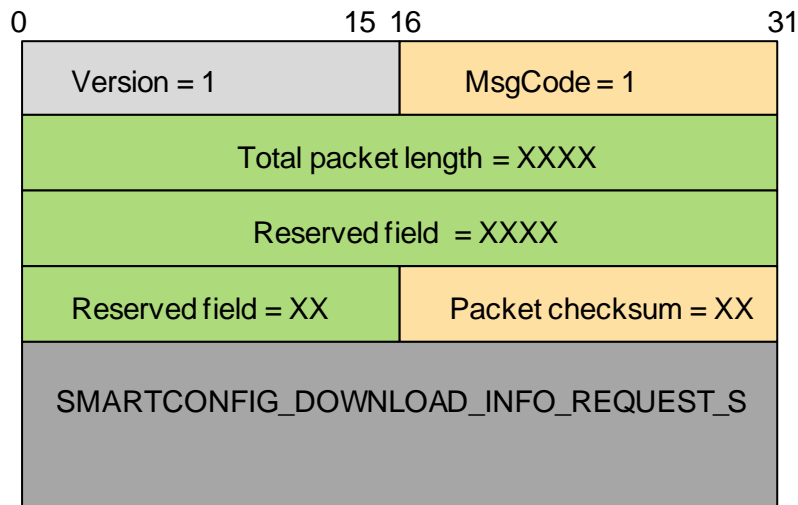 0 15 16 31
Version = 1 MsgCode = 1
Total packet length = XXXX
Reserved field = XXXX
Reserved field = XX Packet checksum = XX
SMARTCONFIG_DOWNLOAD_INFO_REQUEST_S